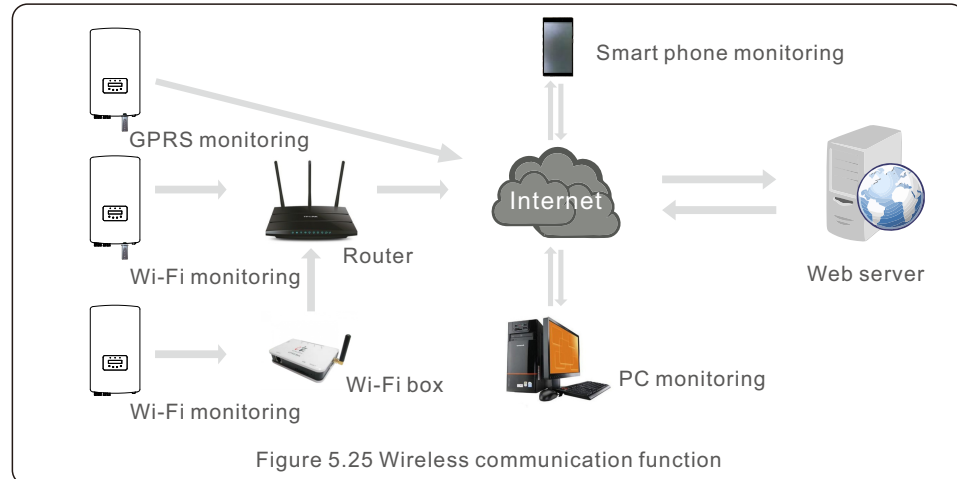 Smart phone monitoring
GPRS monitoring
Internet
Router
Wi-Fi monitoring
Web server
Wi-Fi box
PC monitoring
Wi-Fi monitoring
Figure 5.25 Wireless communication function